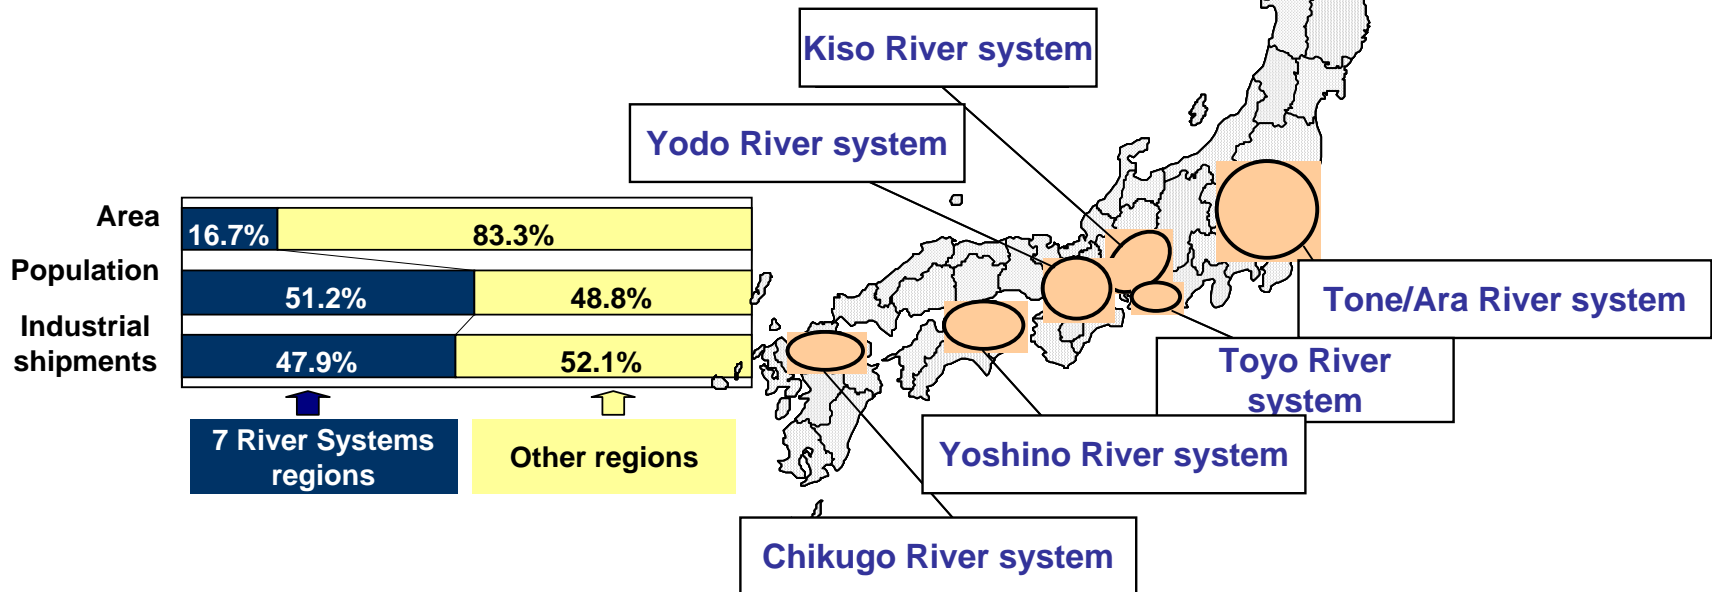 Kiso River system
Yodo River system
Area
16.7%
83.3%
Population
51.2%
48.8%
Industrial
shipments
47.9%
52.1%
7 River Systems
regions
Other regions
Tone/Ara River system
Toyo River
system
Yoshino River system
Chikugo River system